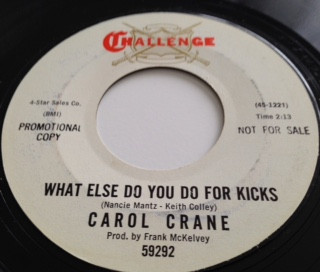 CHALLENGE
4-Star Sales Co.
(BMI)
PROMOTIONAL
COPY
(45-1221)
Time 2:13
NOT FOR SALE
WHAT ELSE DO YOU DO FOR KICKS
(Nancie Mantz - Keith Colley)
CAROL CRANE
Prod. by Frank McKelvey
59292